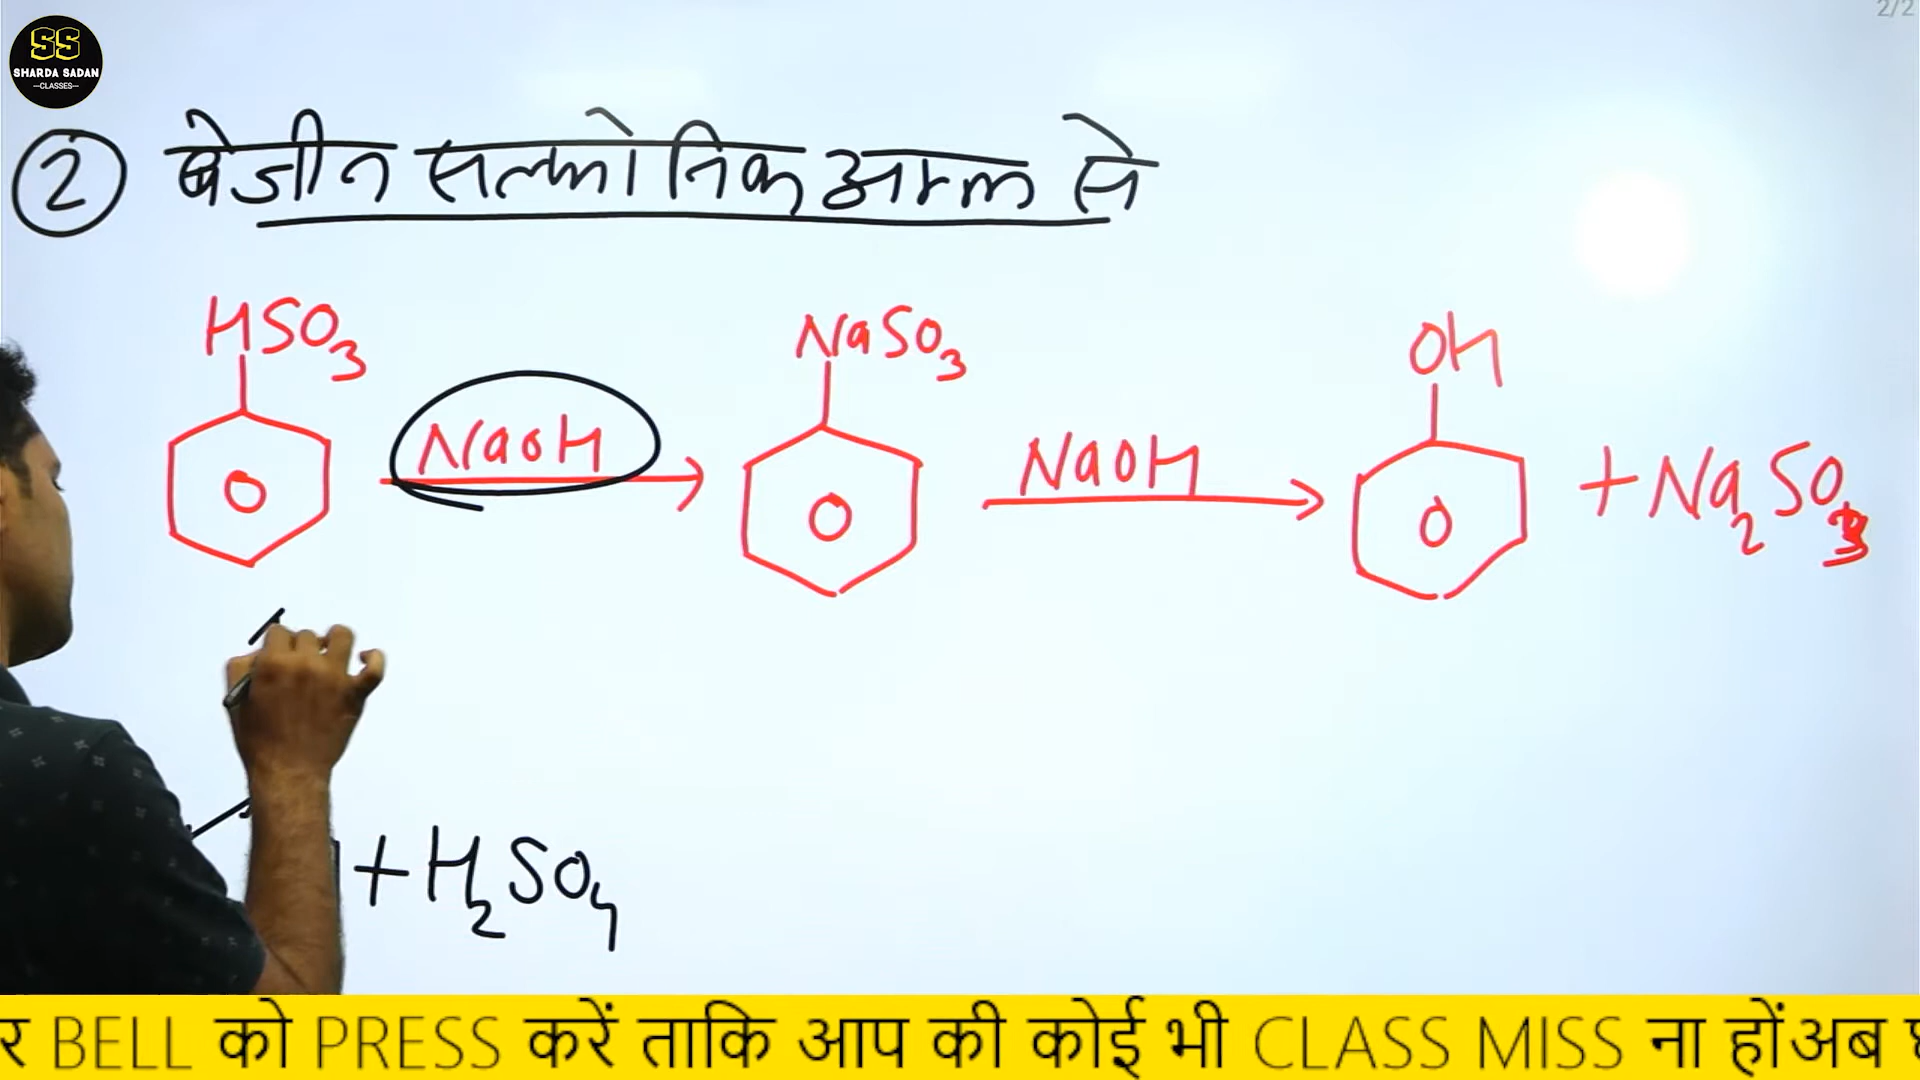 2/2
SS
SHARDA SADAN
—CLASSES—
② बेंजीन सल्फोनिक अम्ल से
HSO3 NaSO3 OH
NaOH NaOH + Na2SO3
+ H2SO4
र BELL को PRESS करें ताकि आप की कोई भी CLASS MISS ना होंअब